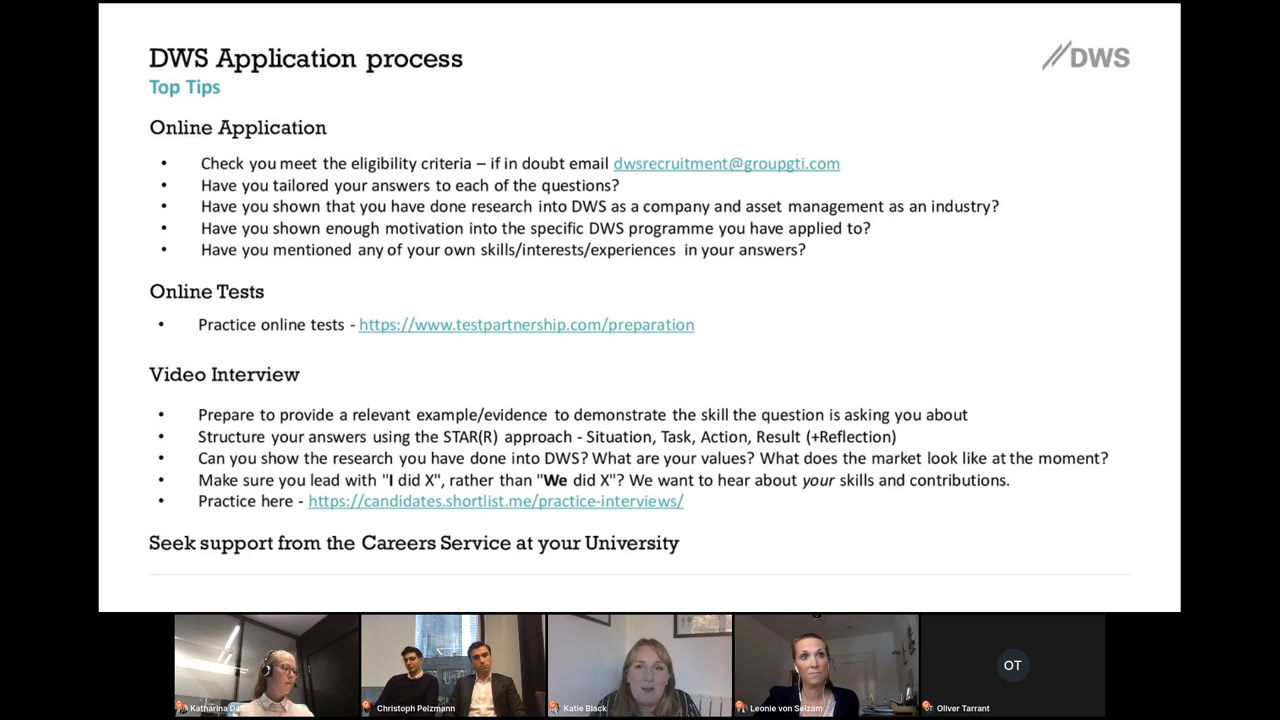 DWS Application process
DWS
Top Tips
Online Application
• Check you meet the eligibility criteria – if in doubt email dwsrecruitment@groupgti.com
• Have you tailored your answers to each of the questions?
• Have you shown that you have done research into DWS as a company and asset management as an industry?
• Have you shown enough motivation into the specific DWS programme you have applied to?
• Have you mentioned any of your own skills/interests/experiences in your answers?
Online Tests
• Practice online tests - https://www.testpartnership.com/preparation
Video Interview
• Prepare to provide a relevant example/evidence to demonstrate the skill the question is asking you about
• Structure your answers using the STAR(R) approach - Situation, Task, Action, Result (+Reflection)
• Can you show the research you have done into DWS? What are your values? What does the market look like at the moment?
• Make sure you lead with "I did X", rather than "We did X"? We want to hear about your skills and contributions.
• Practice here - https://candidates.shortlist.me/practice-interviews/
Seek support from the Careers Service at your University
OT
Katharina
Christoph Pelzmann
Katie Black
Leonie von Selzam
Oliver Tarrant